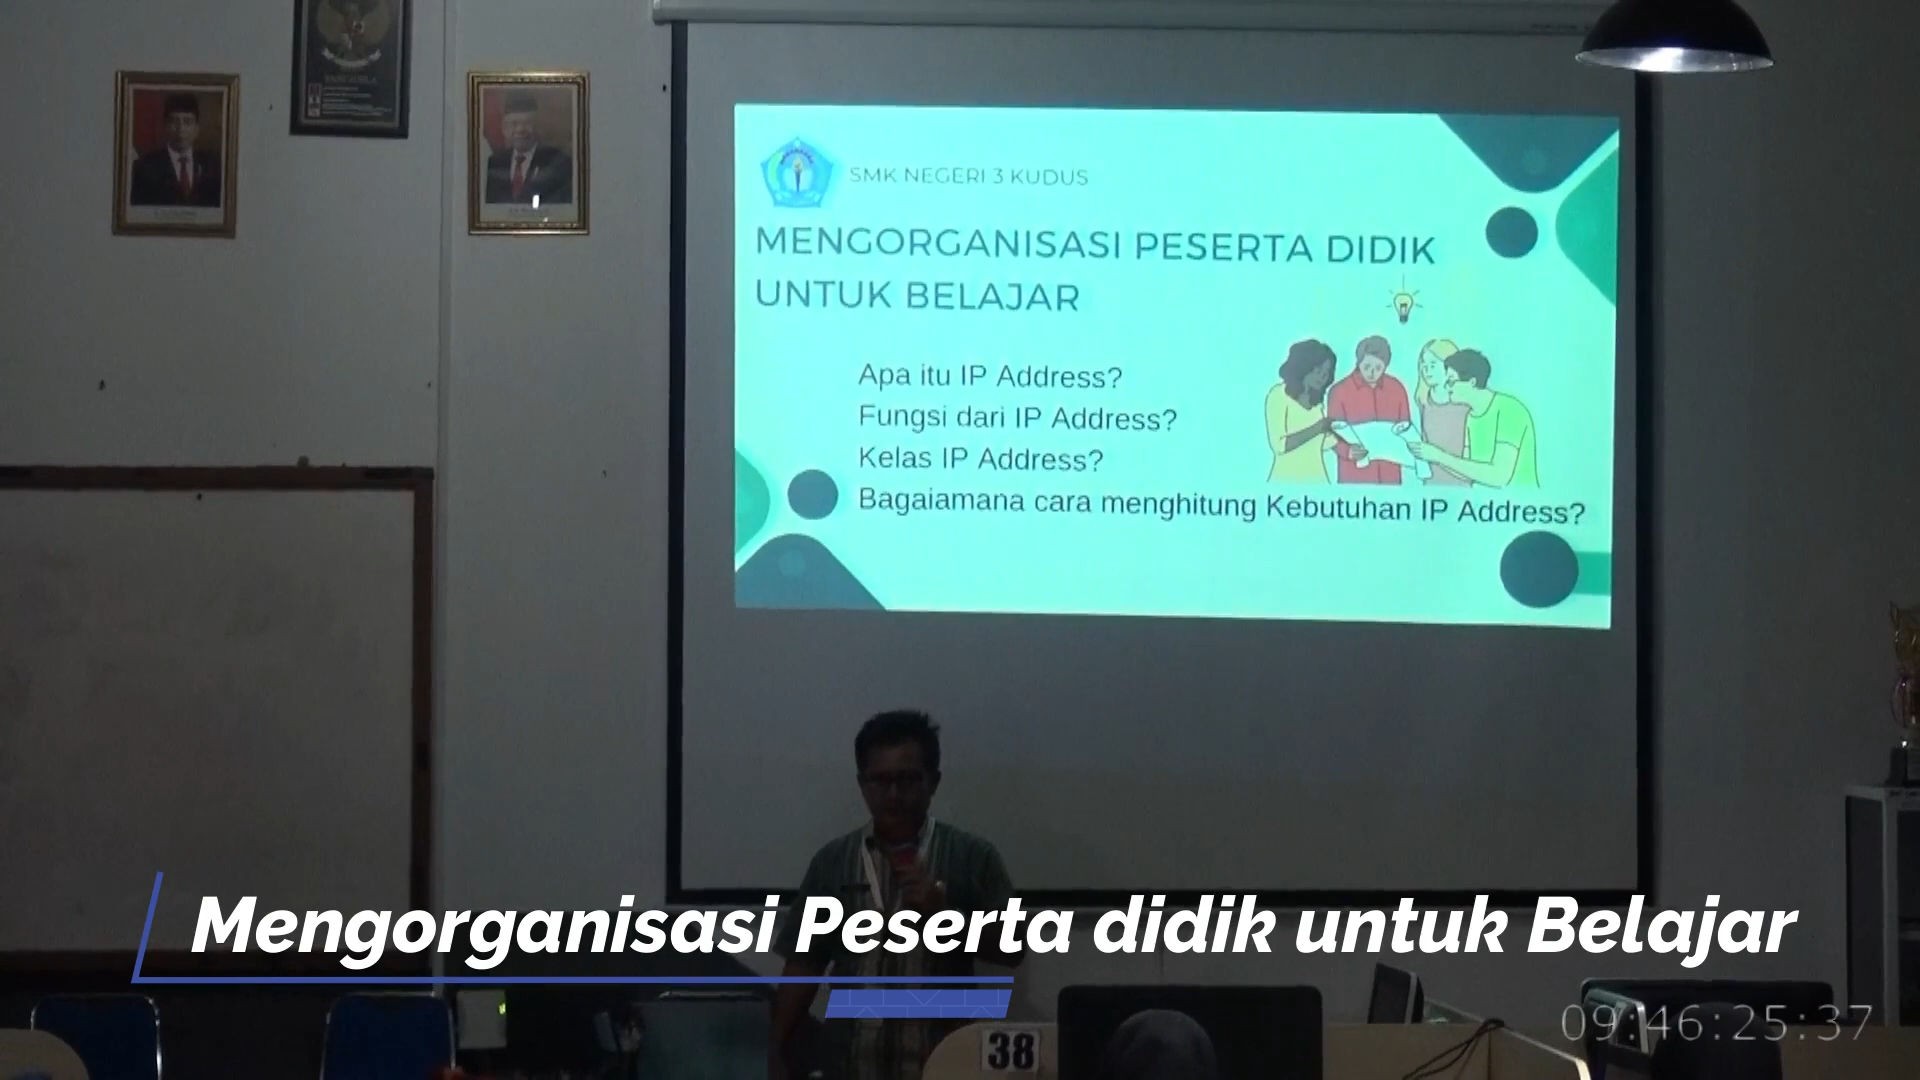 PANCASILA
SMK NEGERI 3 KUDUS
MENGORGANISASI PESERTA DIDIK
UNTUK BELAJAR
Apa itu IP Address?
Fungsi dari IP Address?
Kelas IP Address?
Bagaiamana cara menghitung Kebutuhan IP Address?
Mengorganisasi Peserta didik untuk Belajar
38
09:46:25:37